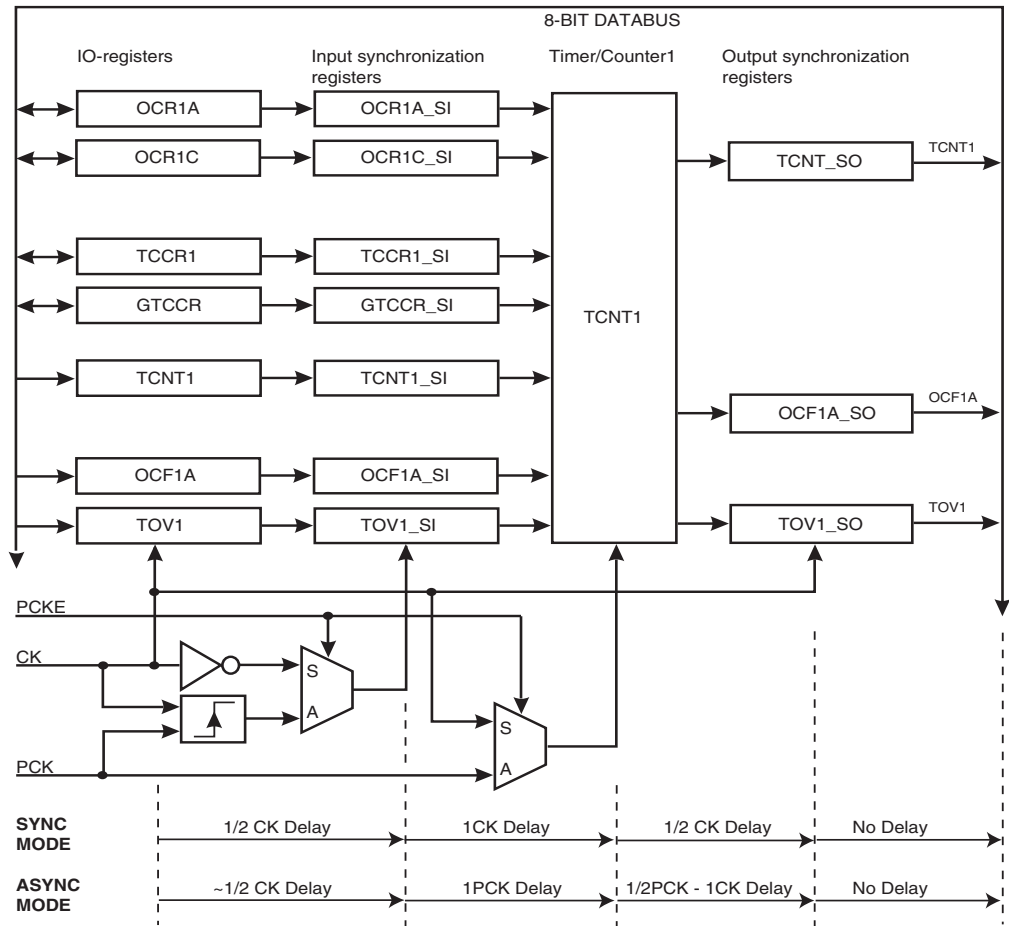 8-BIT DATABUS
IO-registers
Input synchronization
registers
Timer/Counter1
Output synchronization
registers
OCR1A
OCR1A_SI
OCR1C
OCR1C_SI
TCNT_SO
TCNT1
TCCR1
TCCR1_SI
GTCCR
GTCCR_SI
TCNT1
TCNT1
TCNT1_SI
OCF1A_SO
OCF1A
OCF1A
OCF1A_SI
TOV1
TOV1_SI
TOV1_SO
TOV1
PCKE
CK
S
A
S
A
PCK
SYNC
MODE
1/2 CK Delay
1CK Delay
1/2 CK Delay
No Delay
ASYNC
MODE
~1/2 CK Delay
1PCK Delay
1/2PCK - 1CK Delay
No Delay